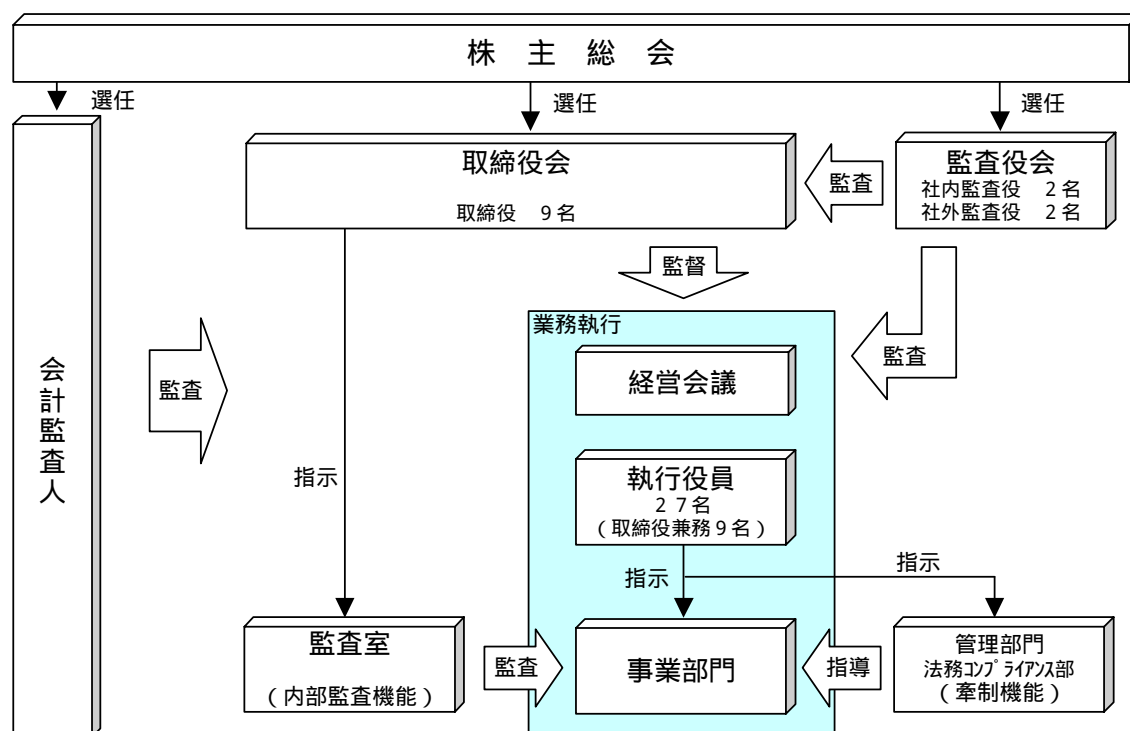 株 主 総 会
選任
選任
選任
会計監査人
取締役会
取締役 9名
監査
監査役会
社内監査役 2名
社外監査役 2名
監督
監査
業務執行
経営会議
監査
執行役員
27名
(取締役兼務9名)
指示
指示
指示
監査室
(内部監査機能)
監査
事業部門
指導
管理部門
法務ｺﾝﾌﾟﾗｲｱﾝｽ部
(牽制機能)